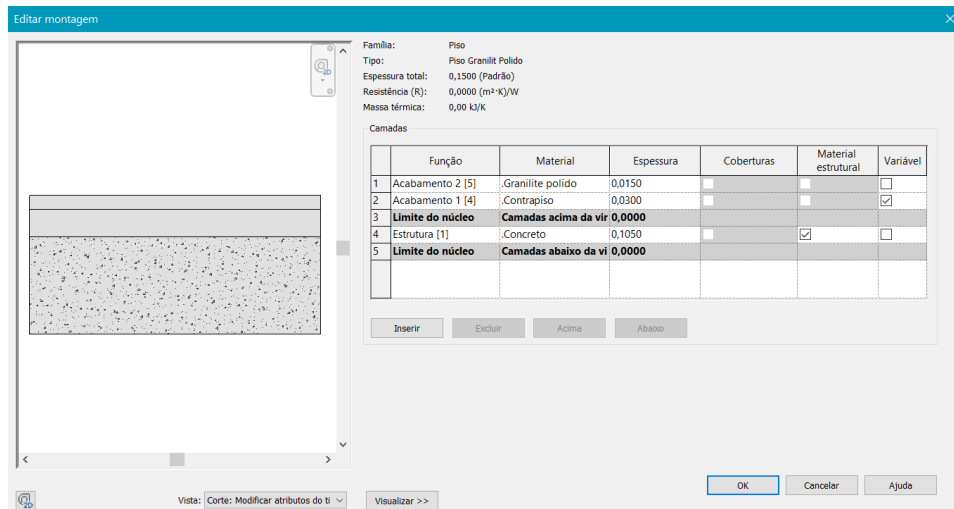 Editar montagem
Família: Piso
Tipo: Piso Granilit Polido
Espessura total: 0,1500 (Padrão)
Resistência (R): 0,0000 (m²·K)/W
Massa térmica: 0,00 kJ/K
Camadas
Função Material Espessura Coberturas Material estrutural Variável
1 Acabamento 2 [5] .Granilite polido 0,0150
2 Acabamento 1 [4] .Contrapiso 0,0300
3 Limite do núcleo Camadas acima da vir 0,0000
4 Estrutura [1] .Concreto 0,1050
5 Limite do núcleo Camadas abaixo da vi 0,0000
Inserir Excluir Acima Abaixo
OK Cancelar Ajuda
Vista: Corte: Modificar atributos do ti Visualizar >>
2D
2D